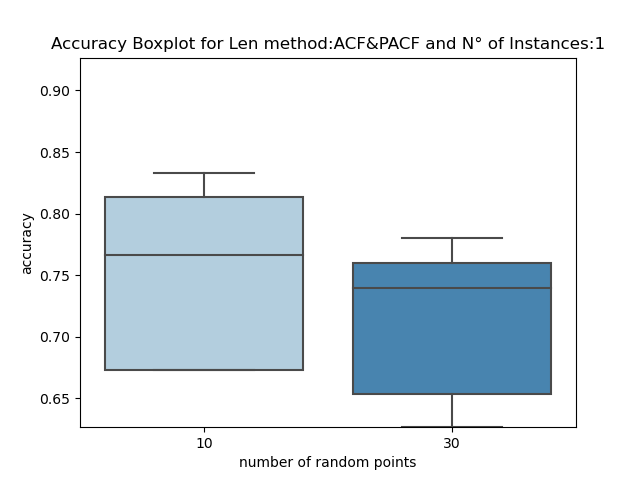 Accuracy Boxplot for Len method:ACF&PACF and N° of Instances:1
0.90
0.85
0.80
0.75
0.70
0.65
accuracy
10
30
number of random points